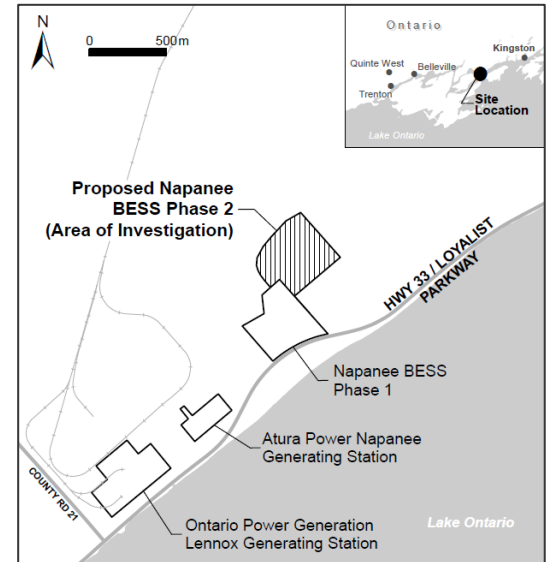 N
0
500m
Ontario
Kingston
Quinte West
Belleville
Trenton
Site
Location
Lake Ontario
Proposed Napanee
BESS Phase 2
(Area of Investigation)
HWY 33 / LOYALIST
PARKWAY
Napanee BESS
Phase 1
Atura Power Napanee
Generating Station
COUNTY RD 21
Ontario Power Generation
Lennox Generating Station
Lake Ontario